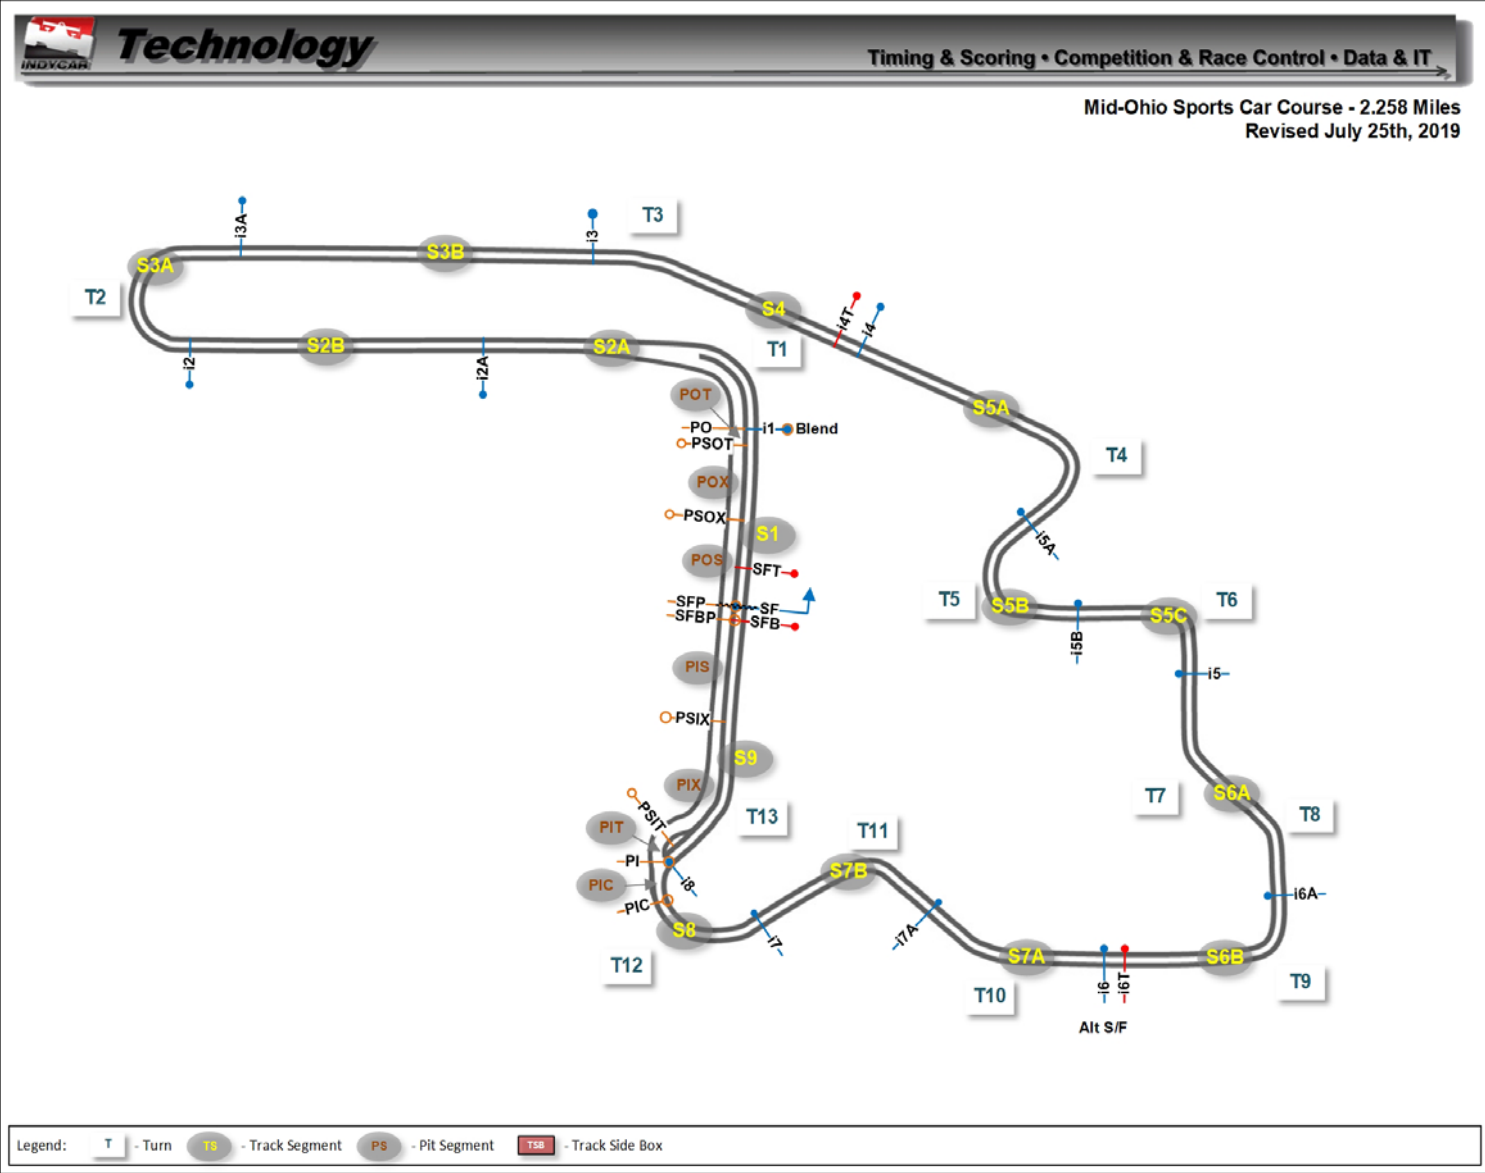 INDYCAR
Technology
Timing & Scoring • Competition & Race Control • Data & IT
Mid-Ohio Sports Car Course - 2.258 Miles
Revised July 25th, 2019
i3A
i3
T3
S3A
S3B
T2
S4
i4T
i4
T1
i2
S2B
i2A
S2A
POT
S5A
PO
i1
Blend
PSOT
T4
POX
PSOX
S1
i5A
POS
SFT
SFP
SF
SFBP
SFB
T5
S5B
i5B
S5C
T6
PIS
i5
PSIX
S9
PIX
T7
S6A
PSIT
T13
T8
PIT
T11
PI
PIC
i8
S7B
i6A
PIC
S8
i7
i7A
T12
S7A
i6
i6T
S6B
T10
T9
Alt S/F
Legend: T - Turn TS - Track Segment PS - Pit Segment TSB - Track Side Box